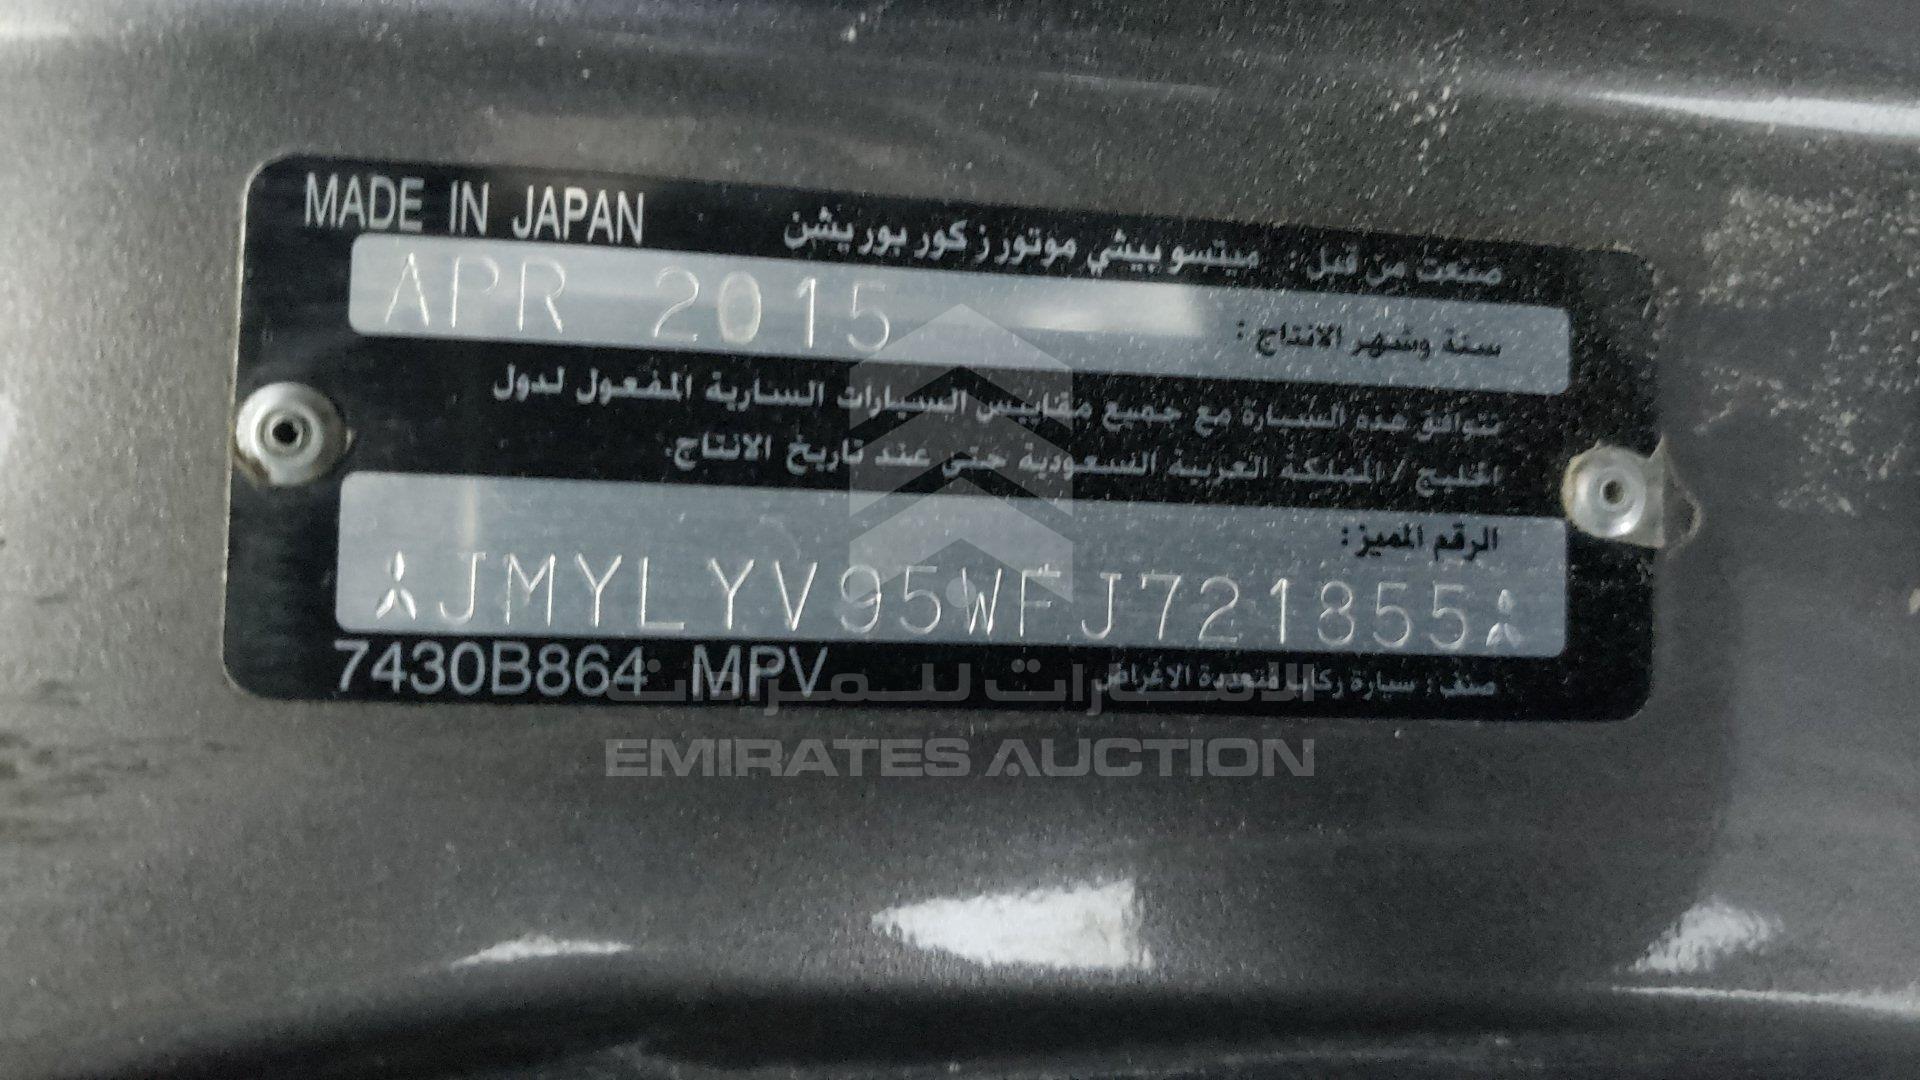 MADE IN JAPAN
صنعت من قبل : ميتسوبيشي موتورز كوربوريشن
APR 2015 سنة وشهر الانتاج :
تتوافق هذه السيارة مع جميع مقاييس السيارات السارية المفعول لدول
الخليج / المملكة العربية السعودية حتى عند تاريخ الانتاج.
الرقم المميز:
JMYLYV95WFJ721855
7430B864 MPV صنف : سيارة ركاب متعددة الاغراض
الإمارات للمزادات
EMIRATES AUCTION